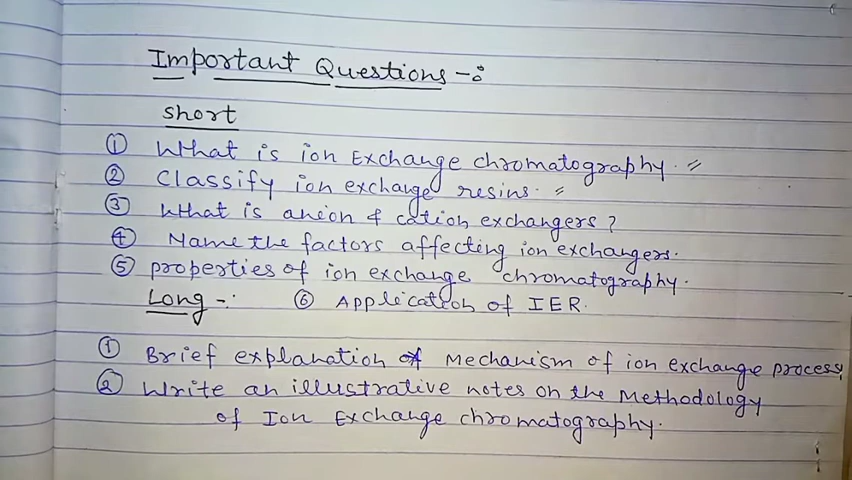 Important Questions -:
Short
① What is ion Exchange chromatography. =
② Classify ion exchange resins. =
③ What is anion & cation exchangers?
④ Name the factors affecting ion exchangers.
⑤ properties of ion exchange chromatography.
Long -: ⑥ Application of IER.
① Brief explanation of Mechanism of ion exchange process.
② Write an illustrative notes on the Methodology
of Ion Exchange chromatography.